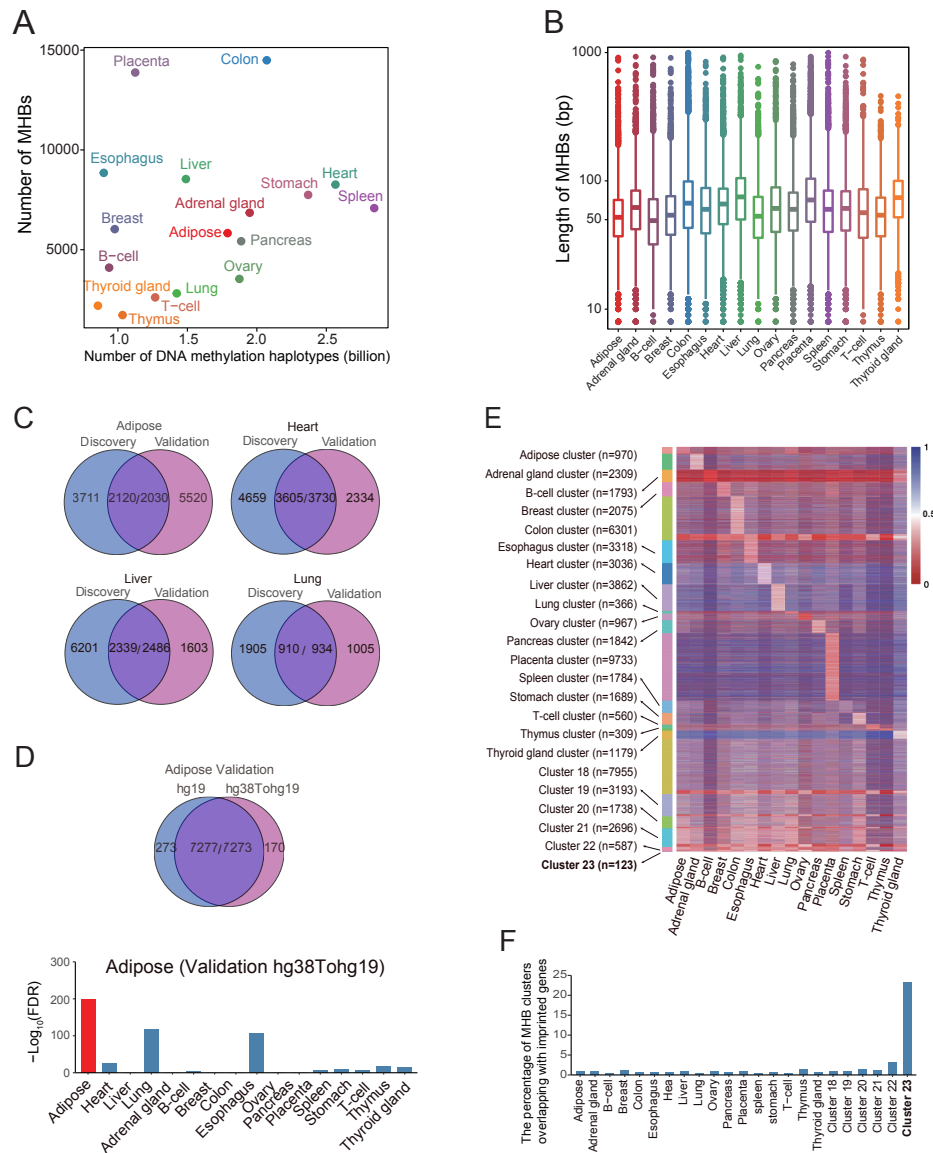 A
Number of MHBs
15000
10000
5000
Placenta
Colon
Esophagus
Liver
Heart
Stomach
Spleen
Adrenal gland
Breast
Adipose
Pancreas
B−cell
Ovary
Thyroid gland
Lung
T−cell
Thymus
1.0 1.5 2.0 2.5
Number of DNA methylation haplotypes (billion)
B
Length of MHBs (bp)
1000
100
50
10
Adipose
Adrenal gland
B−cell
Breast
Colon
Esophagus
Heart
Liver
Lung
Ovary
Pancreas
Placenta
Spleen
Stomach
T−cell
Thymus
Thyroid gland
C
Adipose
Discovery Validation
3711 2120/2030 5520
Heart
Discovery Validation
4659 3605/3730 2334
Liver
Discovery Validation
6201 2339/2486 1603
Lung
Discovery Validation
1905 910 / 934 1005
D
Adipose Validation
hg19 hg38Tohg19
273 7277/7273 170
Adipose (Validation hg38Tohg19)
−Log10(FDR)
300
200
100
0
Adipose
Heart
Liver
Lung
Adrenal gland
B−cell
Breast
Colon
Esophagus
Ovary
Pancreas
Placenta
Spleen
Stomach
T−cell
Thymus
Thyroid gland
E
Adipose cluster (n=970)
Adrenal gland cluster (n=2309)
B-cell cluster (n=1793)
Breast cluster (n=2075)
Colon cluster (n=6301)
Esophagus cluster (n=3318)
Heart cluster (n=3036)
Liver cluster (n=3862)
Lung cluster (n=366)
Ovary cluster (n=967)
Pancreas cluster (n=1842)
Placenta cluster (n=9733)
Spleen cluster (n=1784)
Stomach cluster (n=1689)
T-cell cluster (n=560)
Thymus cluster (n=309)
Thyroid gland cluster (n=1179)
Cluster 18 (n=7955)
Cluster 19 (n=3193)
Cluster 20 (n=1738)
Cluster 21 (n=2696)
Cluster 22 (n=587)
Cluster 23 (n=123)
1
0.5
0
Adipose
Adrenal gland
B-cell
Breast
Colon
Esophagus
Heart
Liver
Lung
Ovary
Pancreas
Placenta
Spleen
Stomach
T-cell
Thymus
Thyroid gland
F
The percentage of MHB clusters
overlapping with imprinted genes
25
20
15
10
5
0
Adipose
Adrenal gland
B−cell
Breast
Colon
Esophagus
Hea
Liver
Lung
Ovary
Pancreas
Placenta
spleen
stomach
T−cell
Thymus
Thyroid gland
Cluster 18
Cluster 19
Cluster 20
Cluster 21
Cluster 22
Cluster 23